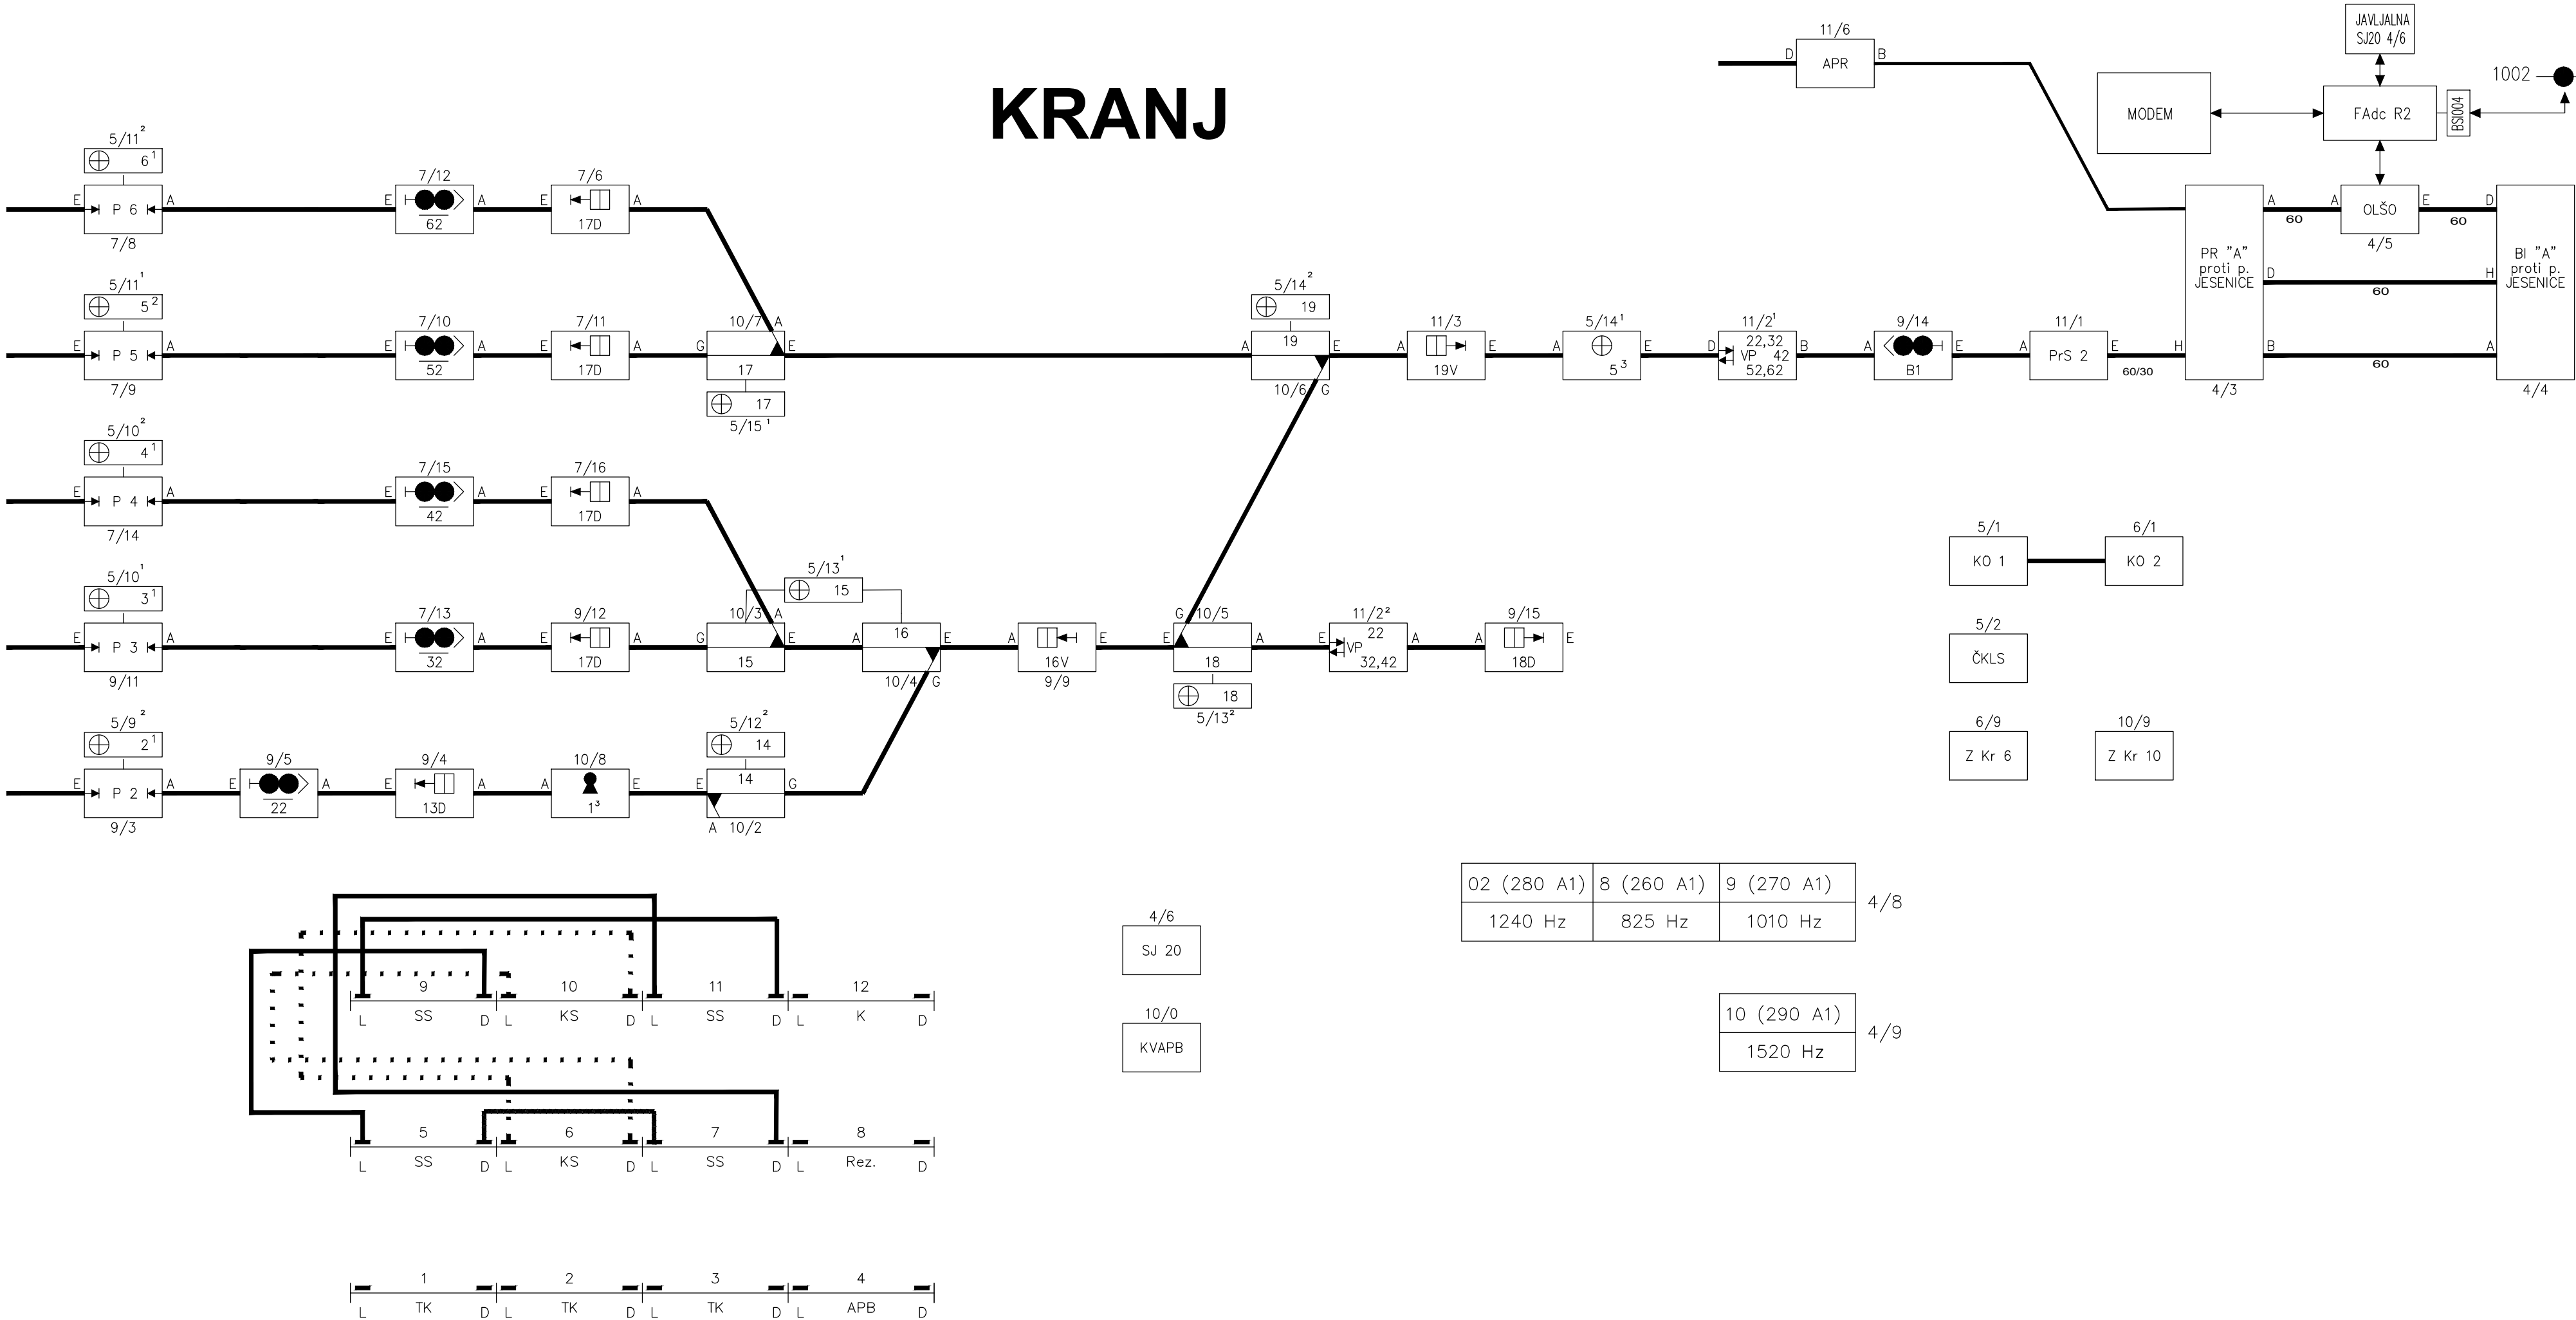 KRANJ
11/6
D APR B
JAVLJALNA
SJ20 4/6
1002
MODEM
FAdc R2
BSI004
5/11²
6¹
E P 6 A
7/8
7/12
E 62 A
7/6
E 17D A
5/11¹
5²
E P 5 A
7/9
7/10
E 52 A
7/11
E 17D A
10/7 A
G 17 E
17
5/15¹
5/14²
19
A 19 E
10/6 G
11/3
A 19V E
5/14¹
A 5³ E
11/2¹
22,32
D VP 42 B
52,62
9/14
A B1 E
11/1
A PrS 2 E
60/30
H A D B
PR "A"
proti p.
JESENICE
4/3
A OLŠO E
4/5
60
60
60
60
D H A
BI "A"
proti p.
JESENICE
4/4
5/10²
4¹
E P 4 A
7/14
7/15
E 42 A
7/16
E 17D A
5/10¹
3¹
E P 3 A
9/11
7/13
E 32 A
9/12
E 17D A
5/13¹
15
10/3 A
G 15 E
A 16 E
10/4 G
A 16V E
9/9
G 10/5
E 18 A
18
5/13²
11/2²
22
E VP A
32,42
9/15
A 18D E
5/9²
2¹
E P 2 A
9/3
9/5
E 22 A
9/4
E 13D A
10/8
A 1³ E
5/12²
14
E 14 G
A 10/2
5/1
KO 1
6/1
KO 2
5/2
ČKLS
6/9
Z Kr 6
10/9
Z Kr 10
02 (280 A1) 8 (260 A1) 9 (270 A1)
1240 Hz 825 Hz 1010 Hz
4/8
10 (290 A1)
1520 Hz
4/9
4/6
SJ 20
10/0
KVAPB
9 10 11 12
L SS D L KS D L SS D L K D
5 6 7 8
L SS D L KS D L SS D L Rez. D
1 2 3 4
L TK D L TK D L TK D L APB D